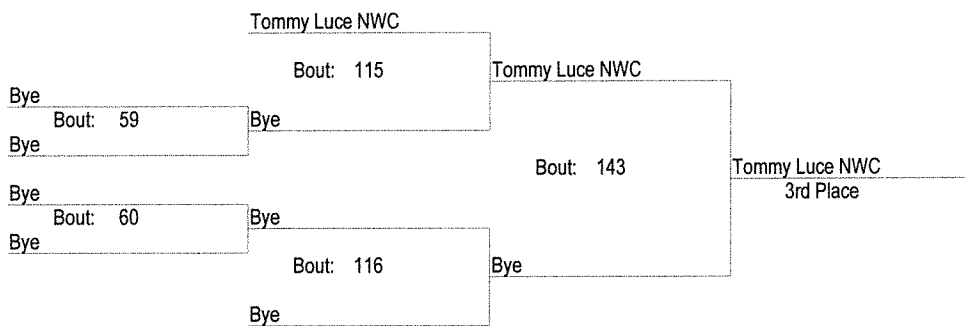 Tommy Luce NWC
Bout: 115
Tommy Luce NWC
Bye
Bout: 59
Bye
Bye
Bout: 143
Tommy Luce NWC
3rd Place
Bye
Bout: 60
Bye
Bye
Bout: 116
Bye
Bye